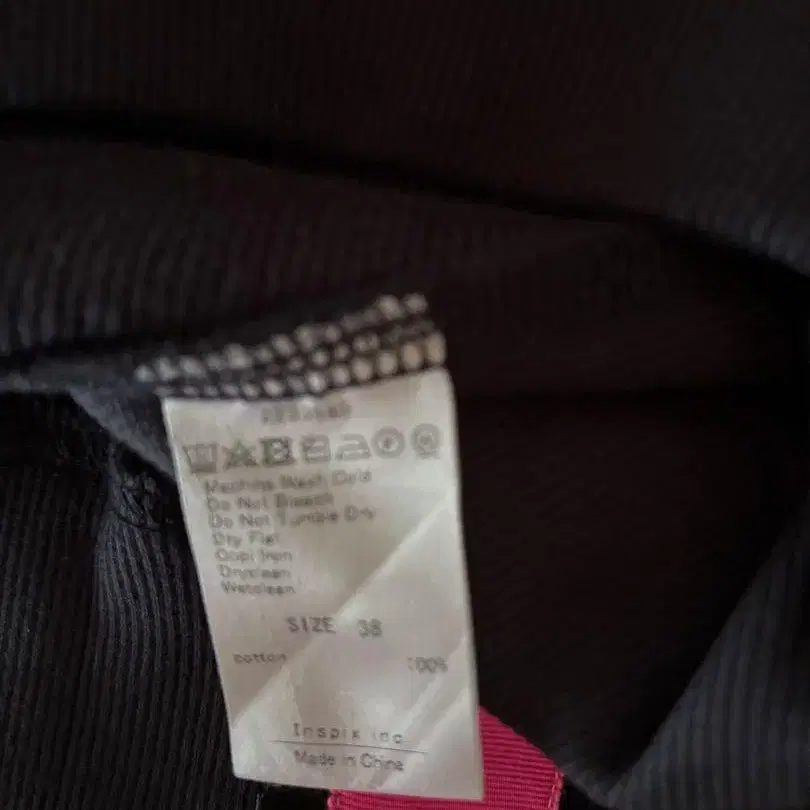 Machine Wash Cold
Do Not Bleach
Do Not Tumble Dry
Dry Flat
Cool Iron
Dryclean
Wetclean
SIZE 38
cotton 100%
Inspix inc
Made in China